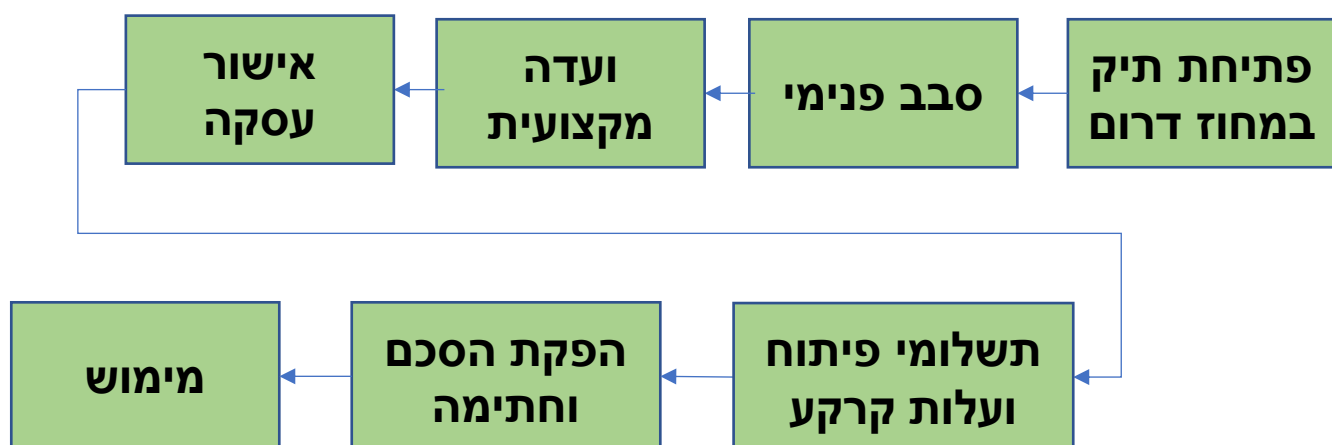 פתיחת תיק
במחוז דרום
סבב פנימי
ועדה
מקצועית
אישור
עסקה
תשלומי פיתוח
ועלות קרקע
הפקת הסכם
וחתימה
מימוש